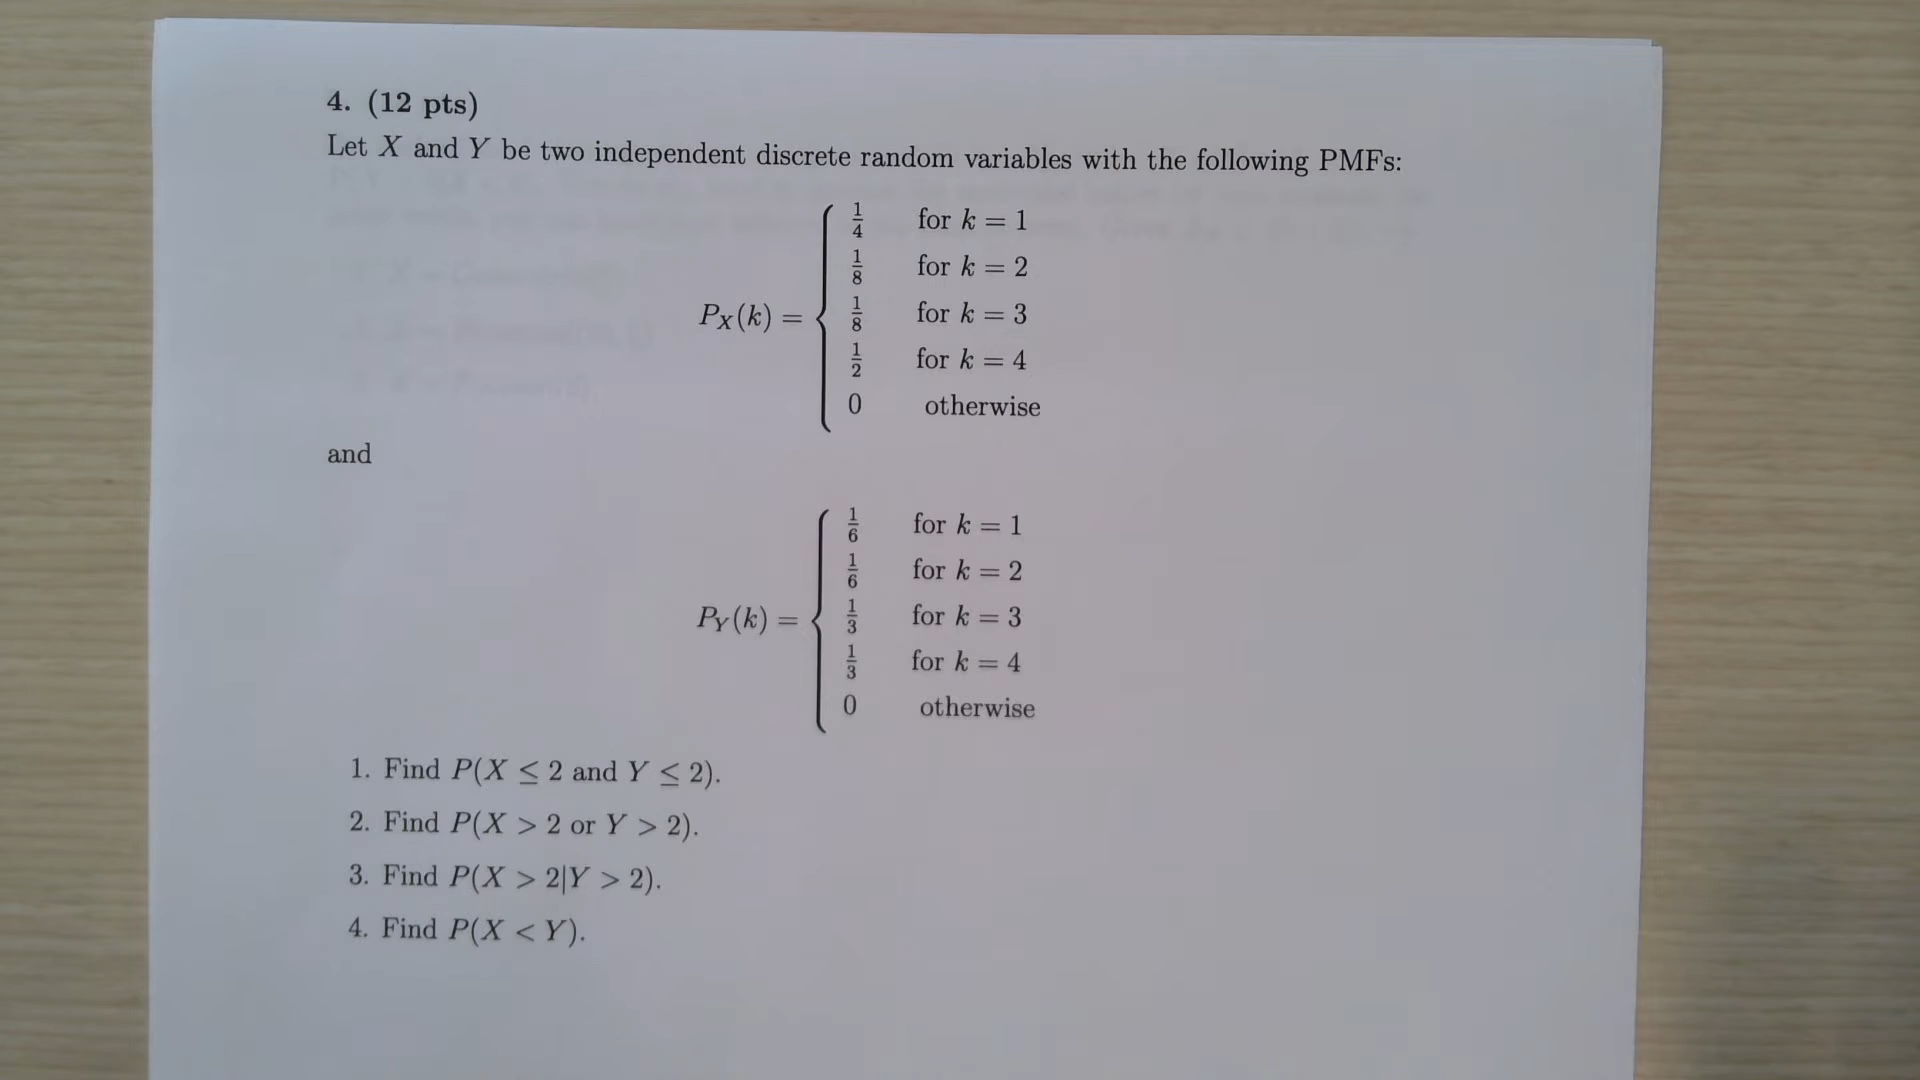 4. (12 pts)
Let X and Y be two independent discrete random variables with the following PMFs:
P_X(k) = { 1/4 for k = 1
1/8 for k = 2
1/8 for k = 3
1/2 for k = 4
0 otherwise
and
P_Y(k) = { 1/6 for k = 1
1/6 for k = 2
1/3 for k = 3
1/3 for k = 4
0 otherwise
1. Find P(X ≤ 2 and Y ≤ 2).
2. Find P(X > 2 or Y > 2).
3. Find P(X > 2|Y > 2).
4. Find P(X < Y).